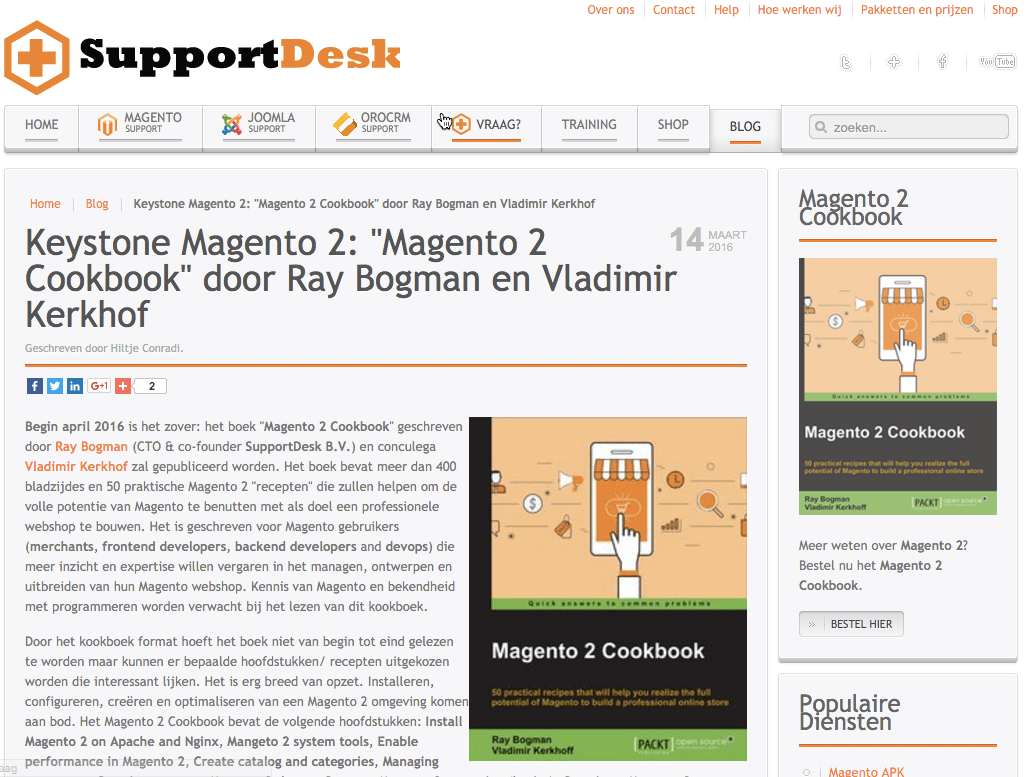 Over ons
Contact
Help
Hoe werken wij
Pakketten en prijzen
Shop
SupportDesk
You Tube
HOME
MAGENTO
SUPPORT
JOOMLA
SUPPORT
OROCRM
SUPPORT
VRAAG?
TRAINING
SHOP
BLOG
zoeken...
Home
Blog
Keystone Magento 2: "Magento 2 Cookbook" door Ray Bogman en Vladimir Kerkhof
Keystone Magento 2: "Magento 2
Cookbook" door Ray Bogman en Vladimir
Kerkhof
14 MAART
2016
Geschreven door Hiltje Conradi.
G+1
2
Begin april 2016 is het zover: het boek "Magento 2 Cookbook" geschreven
door Ray Bogman (CTO & co-founder SupportDesk B.V.) en conculega
Vladimir Kerkhof zal gepubliceerd worden. Het boek bevat meer dan 400
bladzijdes en 50 praktische Magento 2 "recepten" die zullen helpen om de
volle potentie van Magento te benutten met als doel een professionele
webshop te bouwen. Het is geschreven voor Magento gebruikers
(merchants, frontend developers, backend developers and devops) die
meer inzicht en expertise willen vergaren in het managen, ontwerpen en
uitbreiden van hun Magento webshop. Kennis van Magento en bekendheid
met programmeren worden verwacht bij het lezen van dit kookboek.
Door het kookboek format hoeft het boek niet van begin tot eind gelezen
te worden maar kunnen er bepaalde hoofdstukken/ recepten uitgekozen
worden die interessant lijken. Het is erg breed van opzet. Installeren,
configureren, creëren en optimaliseren van een Magento 2 omgeving komen
aan bod. Het Magento 2 Cookbook bevat de volgende hoofdstukken: Install
Magento 2 on Apache and Nginx, Mangeto 2 system tools, Enable
performance in Magento 2, Create catalog and categories, Managing
Quick answers to common problems
Magento 2 Cookbook
50 practical recipes that will help you realize the full
potential of Magento to build a professional online store
Ray Bogman
Vladimir Kerkhof
[PACKT] open source
Magento 2
Cookbook
Quick answers to common problems
Magento 2 Cookbook
50 practical recipes that will help you realize the full
potential of Magento to build a professional online store
Ray Bogman
Vladimir Kerkhof
[PACKT] open source
Meer weten over Magento 2?
Bestel nu het Magento 2
Cookbook.
BESTEL HIER
Populaire
Diensten
Magento APK